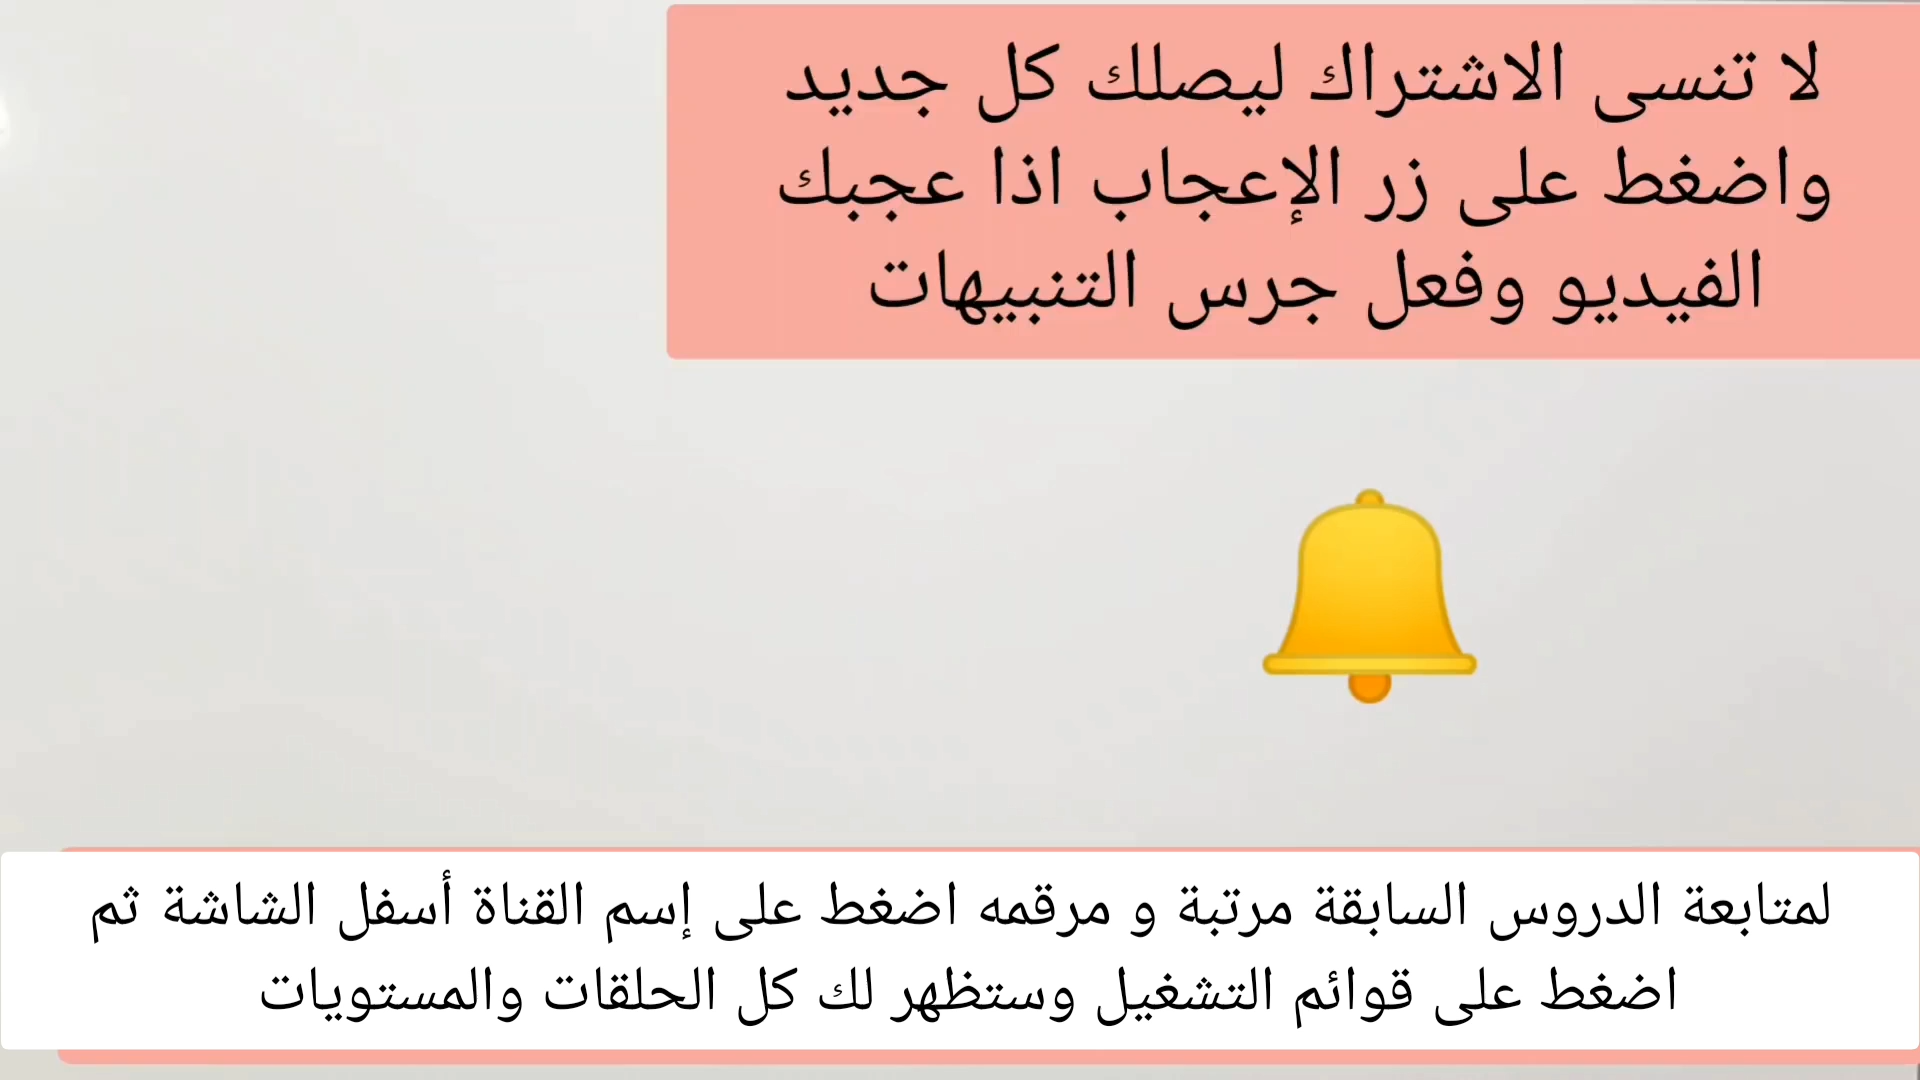 لا تنسى الاشتراك ليصلك كل جديد
واضغط على زر الإعجاب اذا عجبك
الفيديو وفعل جرس التنبيهات
لمتابعة الدروس السابقة مرتبة و مرقمه اضغط على إسم القناة أسفل الشاشة ثم
اضغط على قوائم التشغيل وستظهر لك كل الحلقات والمستويات